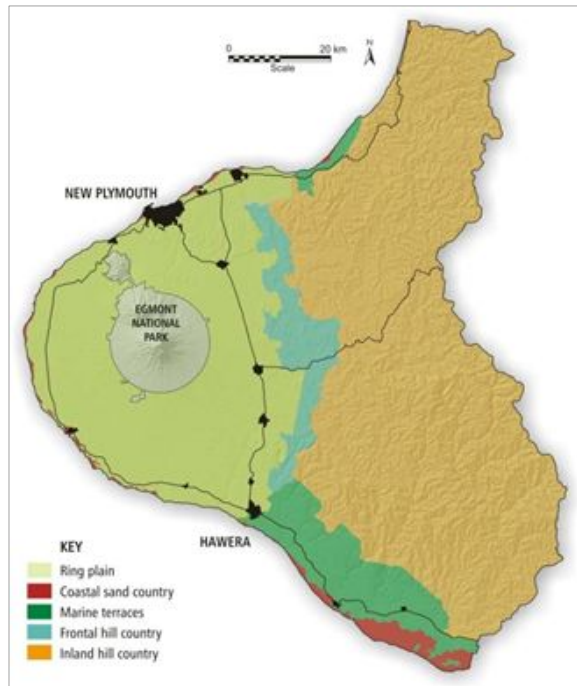 0
20 km
Scale
N
NEW PLYMOUTH
EGMONT
NATIONAL
PARK
HAWERA
KEY
Ring plain
Coastal sand country
Marine terraces
Frontal hill country
Inland hill country